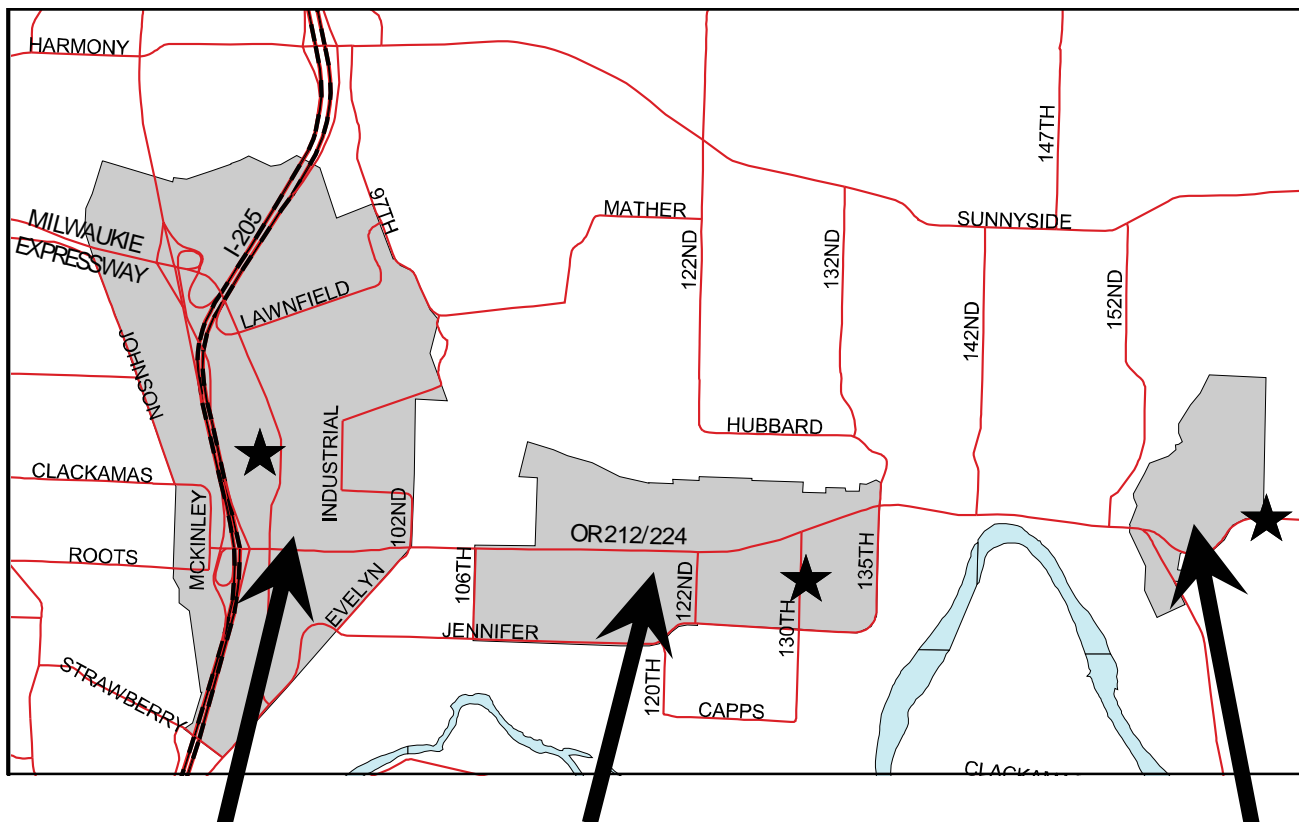 HARMONY
147TH
97TH
MATHER
SUNNYSIDE
MILWAUKIE
EXPRESSWAY
I-205
122ND
132ND
152ND
142ND
LAWNFIELD
JOHNSON
INDUSTRIAL
HUBBARD
CLACKAMAS
MCKINLEY
102ND
OR212/224
ROOTS
106TH
122ND
135TH
EVELYN
130TH
JENNIFER
STRAWBERRY
120TH
CAPPS
CLACKAMAS